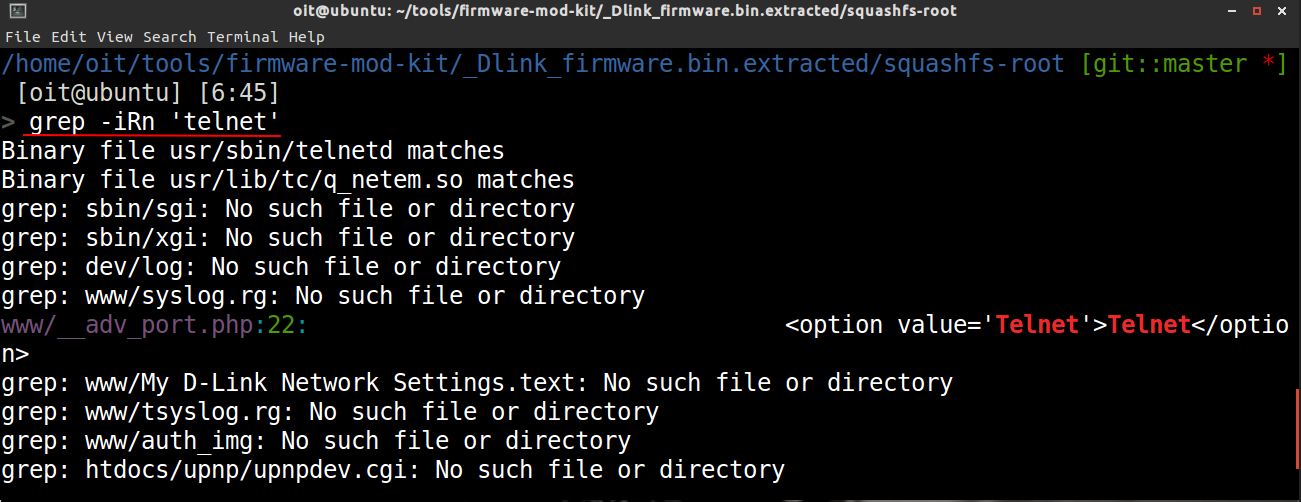 oit@ubuntu: ~/tools/firmware-mod-kit/_Dlink_firmware.bin.extracted/squashfs-root
File Edit View Search Terminal Help
/home/oit/tools/firmware-mod-kit/_Dlink_firmware.bin.extracted/squashfs-root [git::master *]
[oit@ubuntu] [6:45]
> grep -iRn 'telnet'
Binary file usr/sbin/telnetd matches
Binary file usr/lib/tc/q_netem.so matches
grep: sbin/sgi: No such file or directory
grep: sbin/xgi: No such file or directory
grep: dev/log: No such file or directory
grep: www/syslog.rg: No such file or directory
www/__adv_port.php:22:                                  <option value='Telnet'>Telnet</optio
n>
grep: www/My D-Link Network Settings.text: No such file or directory
grep: www/tsyslog.rg: No such file or directory
grep: www/auth_img: No such file or directory
grep: htdocs/upnp/upnpdev.cgi: No such file or directory